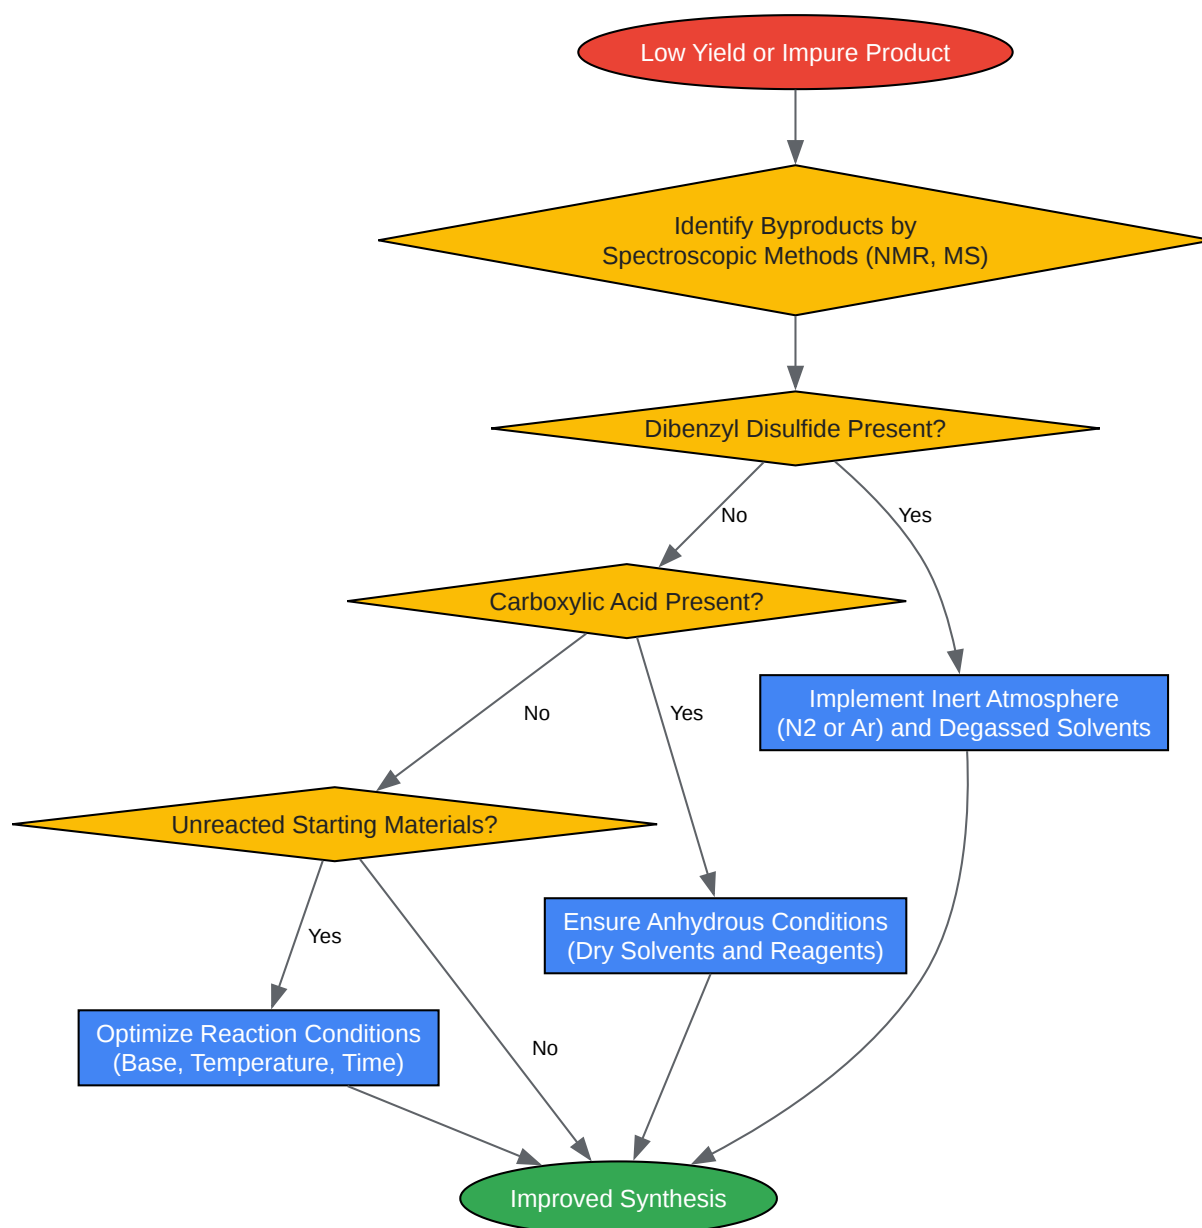 Low Yield or Impure Product
Identify Byproducts by
Spectroscopic Methods (NMR, MS)
Dibenzyl Disulfide Present?
No
Yes
Carboxylic Acid Present?
Implement Inert Atmosphere
(N2 or Ar) and Degassed Solvents
No
Yes
Unreacted Starting Materials?
Ensure Anhydrous Conditions
(Dry Solvents and Reagents)
Yes
Optimize Reaction Conditions
(Base, Temperature, Time)
No
Improved Synthesis